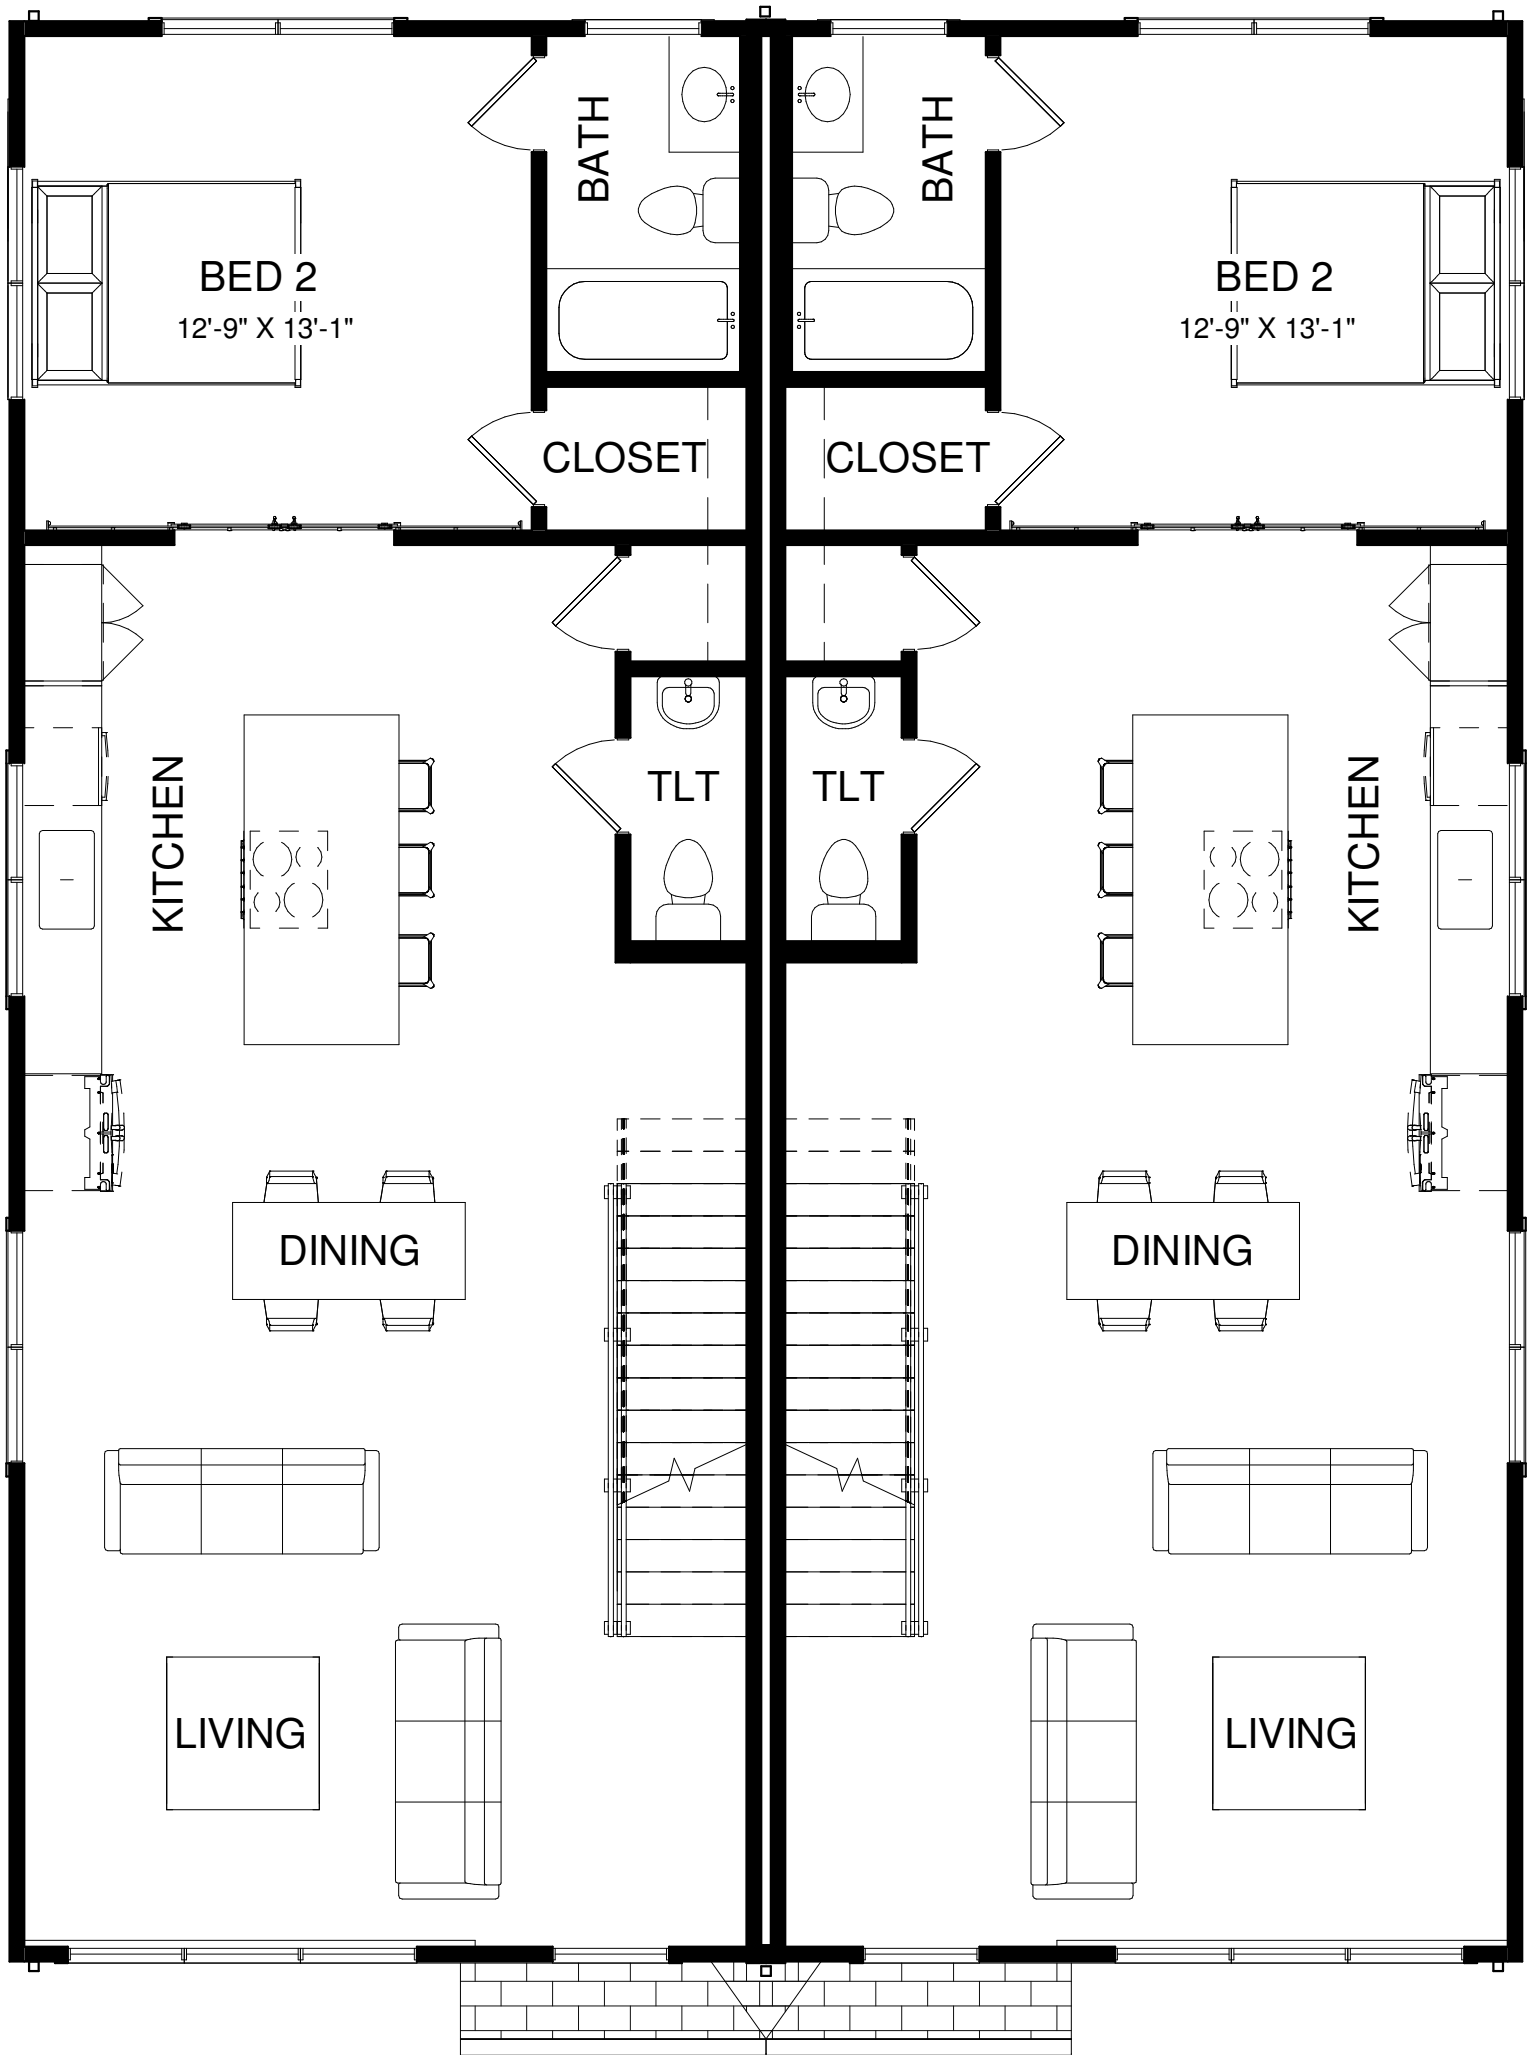 BATH
BATH
BED 2
12'-9" X 13'-1"
BED 2
12'-9" X 13'-1"
CLOSET
CLOSET
KITCHEN
TLT
TLT
KITCHEN
DINING
DINING
LIVING
LIVING